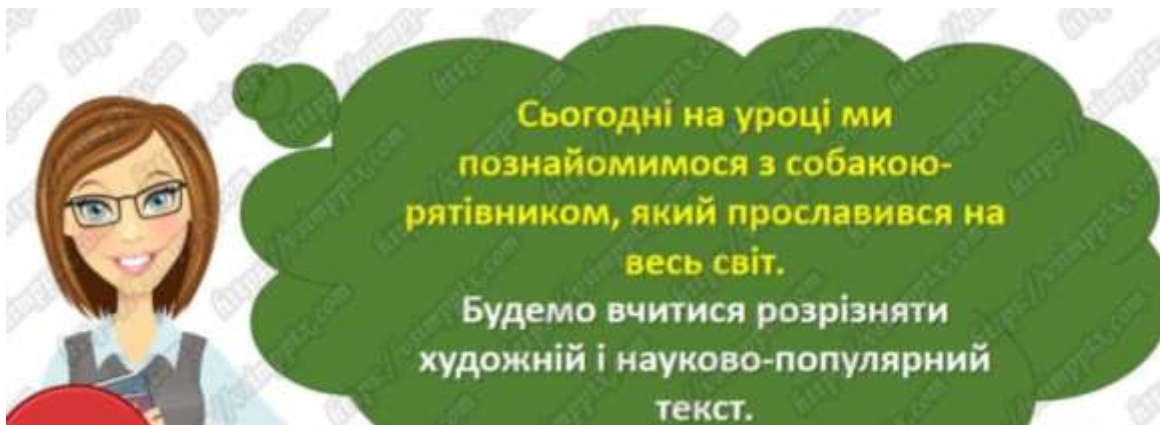 Сьогодні на уроці ми
познайомимося з собакою-
рятівником, який прославився на
весь світ.
Будемо вчитися розрізняти
художній і науково-популярний
текст.